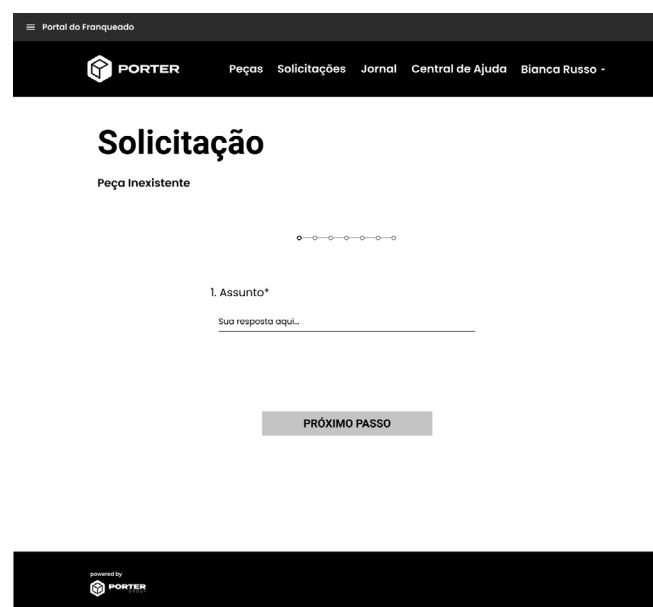 Portal do Franqueado
PORTER Peças Solicitações Jornal Central de Ajuda Bianca Russo
Solicitação
Peça Inexistente
1. Assunto*
Sua resposta aqui...
PRÓXIMO PASSO
powered by
PORTER
GROUP